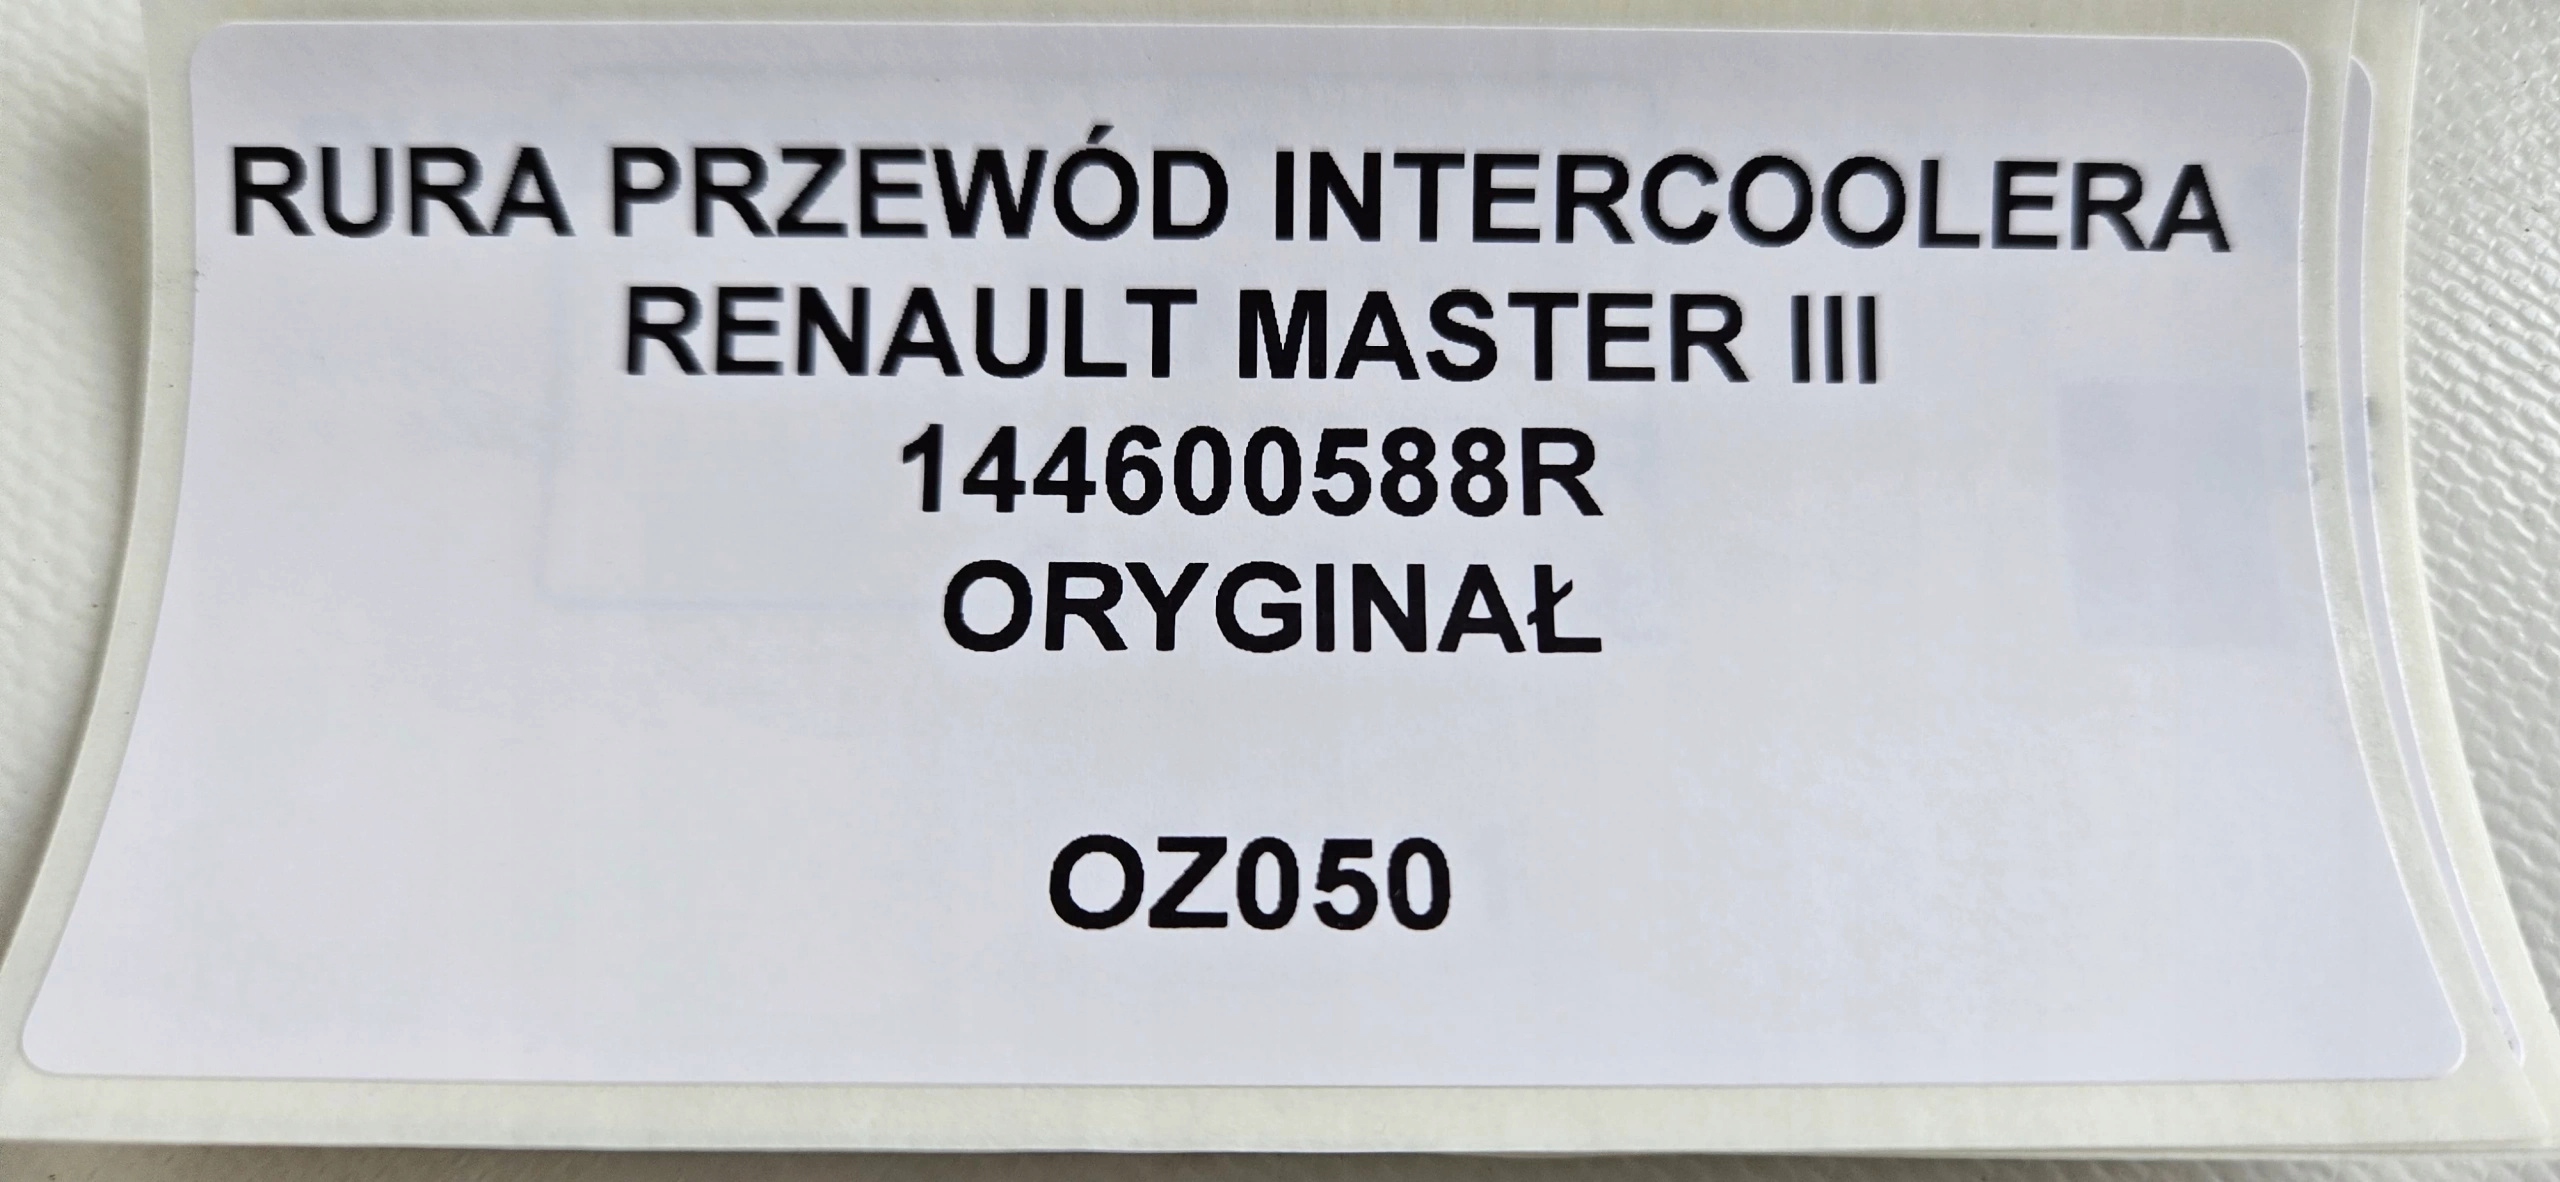 RURA PRZEWÓD INTERCOOLERA
RENAULT MASTER III
144600588R
ORYGINAŁ
OZ050